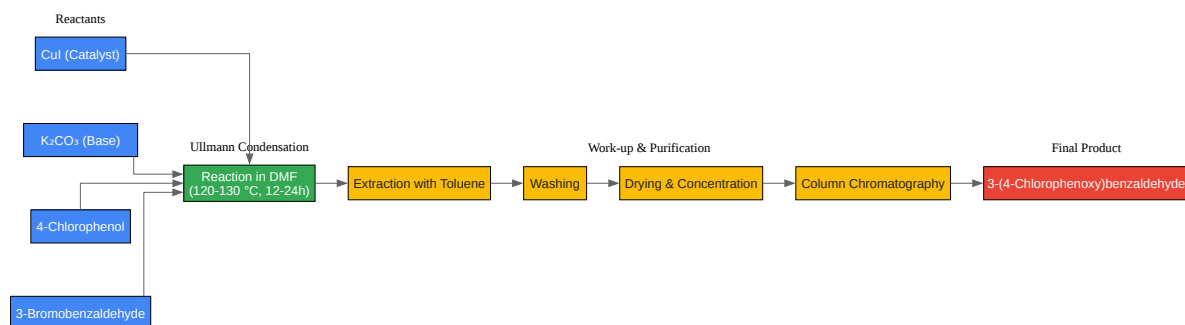 Reactants
CuI (Catalyst)
K₂CO₃ (Base)
4-Chlorophenol
3-Bromobenzaldehyde
Ullmann Condensation
Reaction in DMF
(120-130 °C, 12-24h)
Work-up & Purification
Extraction with Toluene
Washing
Drying & Concentration
Column Chromatography
Final Product
3-(4-Chlorophenoxy)benzaldehyde